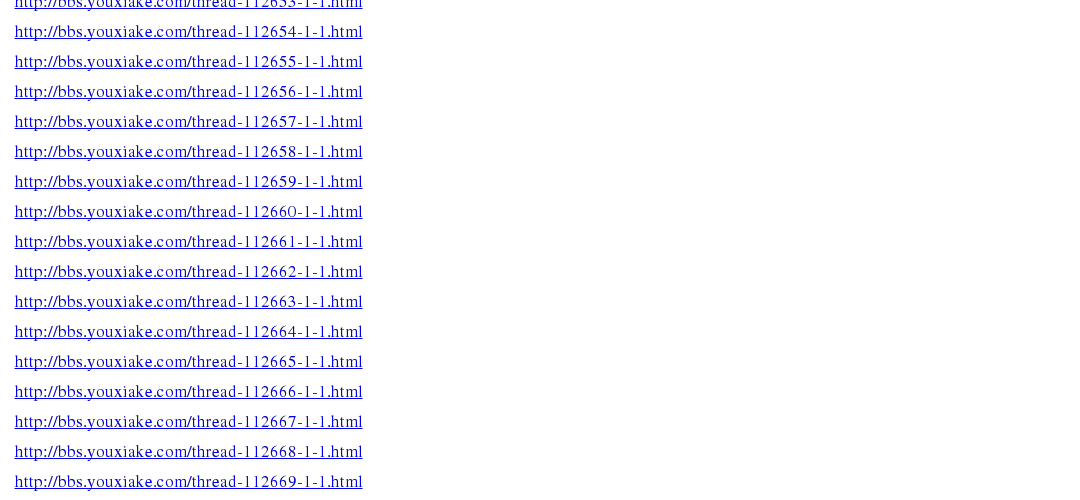 http://bbs.youxiake.com/thread-112653-1-1.html
http://bbs.youxiake.com/thread-112654-1-1.html
http://bbs.youxiake.com/thread-112655-1-1.html
http://bbs.youxiake.com/thread-112656-1-1.html
http://bbs.youxiake.com/thread-112657-1-1.html
http://bbs.youxiake.com/thread-112658-1-1.html
http://bbs.youxiake.com/thread-112659-1-1.html
http://bbs.youxiake.com/thread-112660-1-1.html
http://bbs.youxiake.com/thread-112661-1-1.html
http://bbs.youxiake.com/thread-112662-1-1.html
http://bbs.youxiake.com/thread-112663-1-1.html
http://bbs.youxiake.com/thread-112664-1-1.html
http://bbs.youxiake.com/thread-112665-1-1.html
http://bbs.youxiake.com/thread-112666-1-1.html
http://bbs.youxiake.com/thread-112667-1-1.html
http://bbs.youxiake.com/thread-112668-1-1.html
http://bbs.youxiake.com/thread-112669-1-1.html